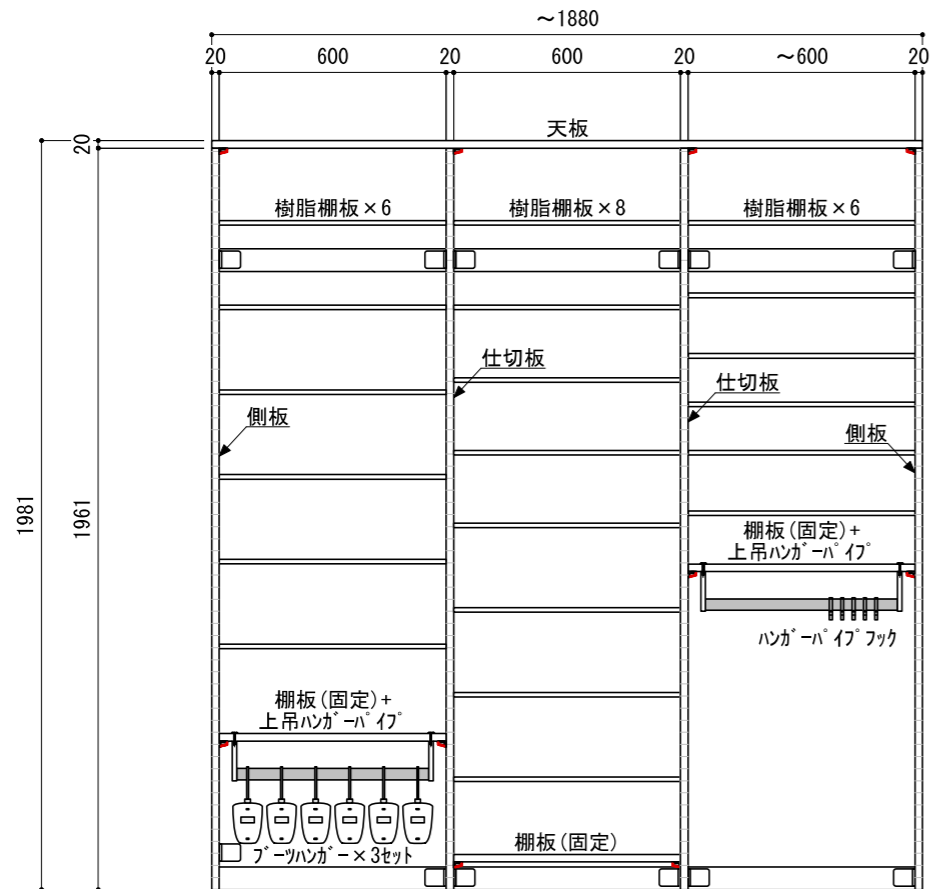 ～1880
20
600
20
600
20
～600
20
天板
20
樹脂棚板×6
樹脂棚板×8
樹脂棚板×6
仕切板
仕切板
側板
側板
1981
1961
棚板(固定)+
上吊ﾊﾝｶﾞｰﾊﾟｲﾌﾟ
ﾊﾝｶﾞｰﾊﾟｲﾌﾟﾌｯｸ
棚板(固定)+
上吊ﾊﾝｶﾞｰﾊﾟｲﾌﾟ
棚板(固定)
ﾌﾞｰﾂﾊﾝｶﾞｰ×3ｾｯﾄ